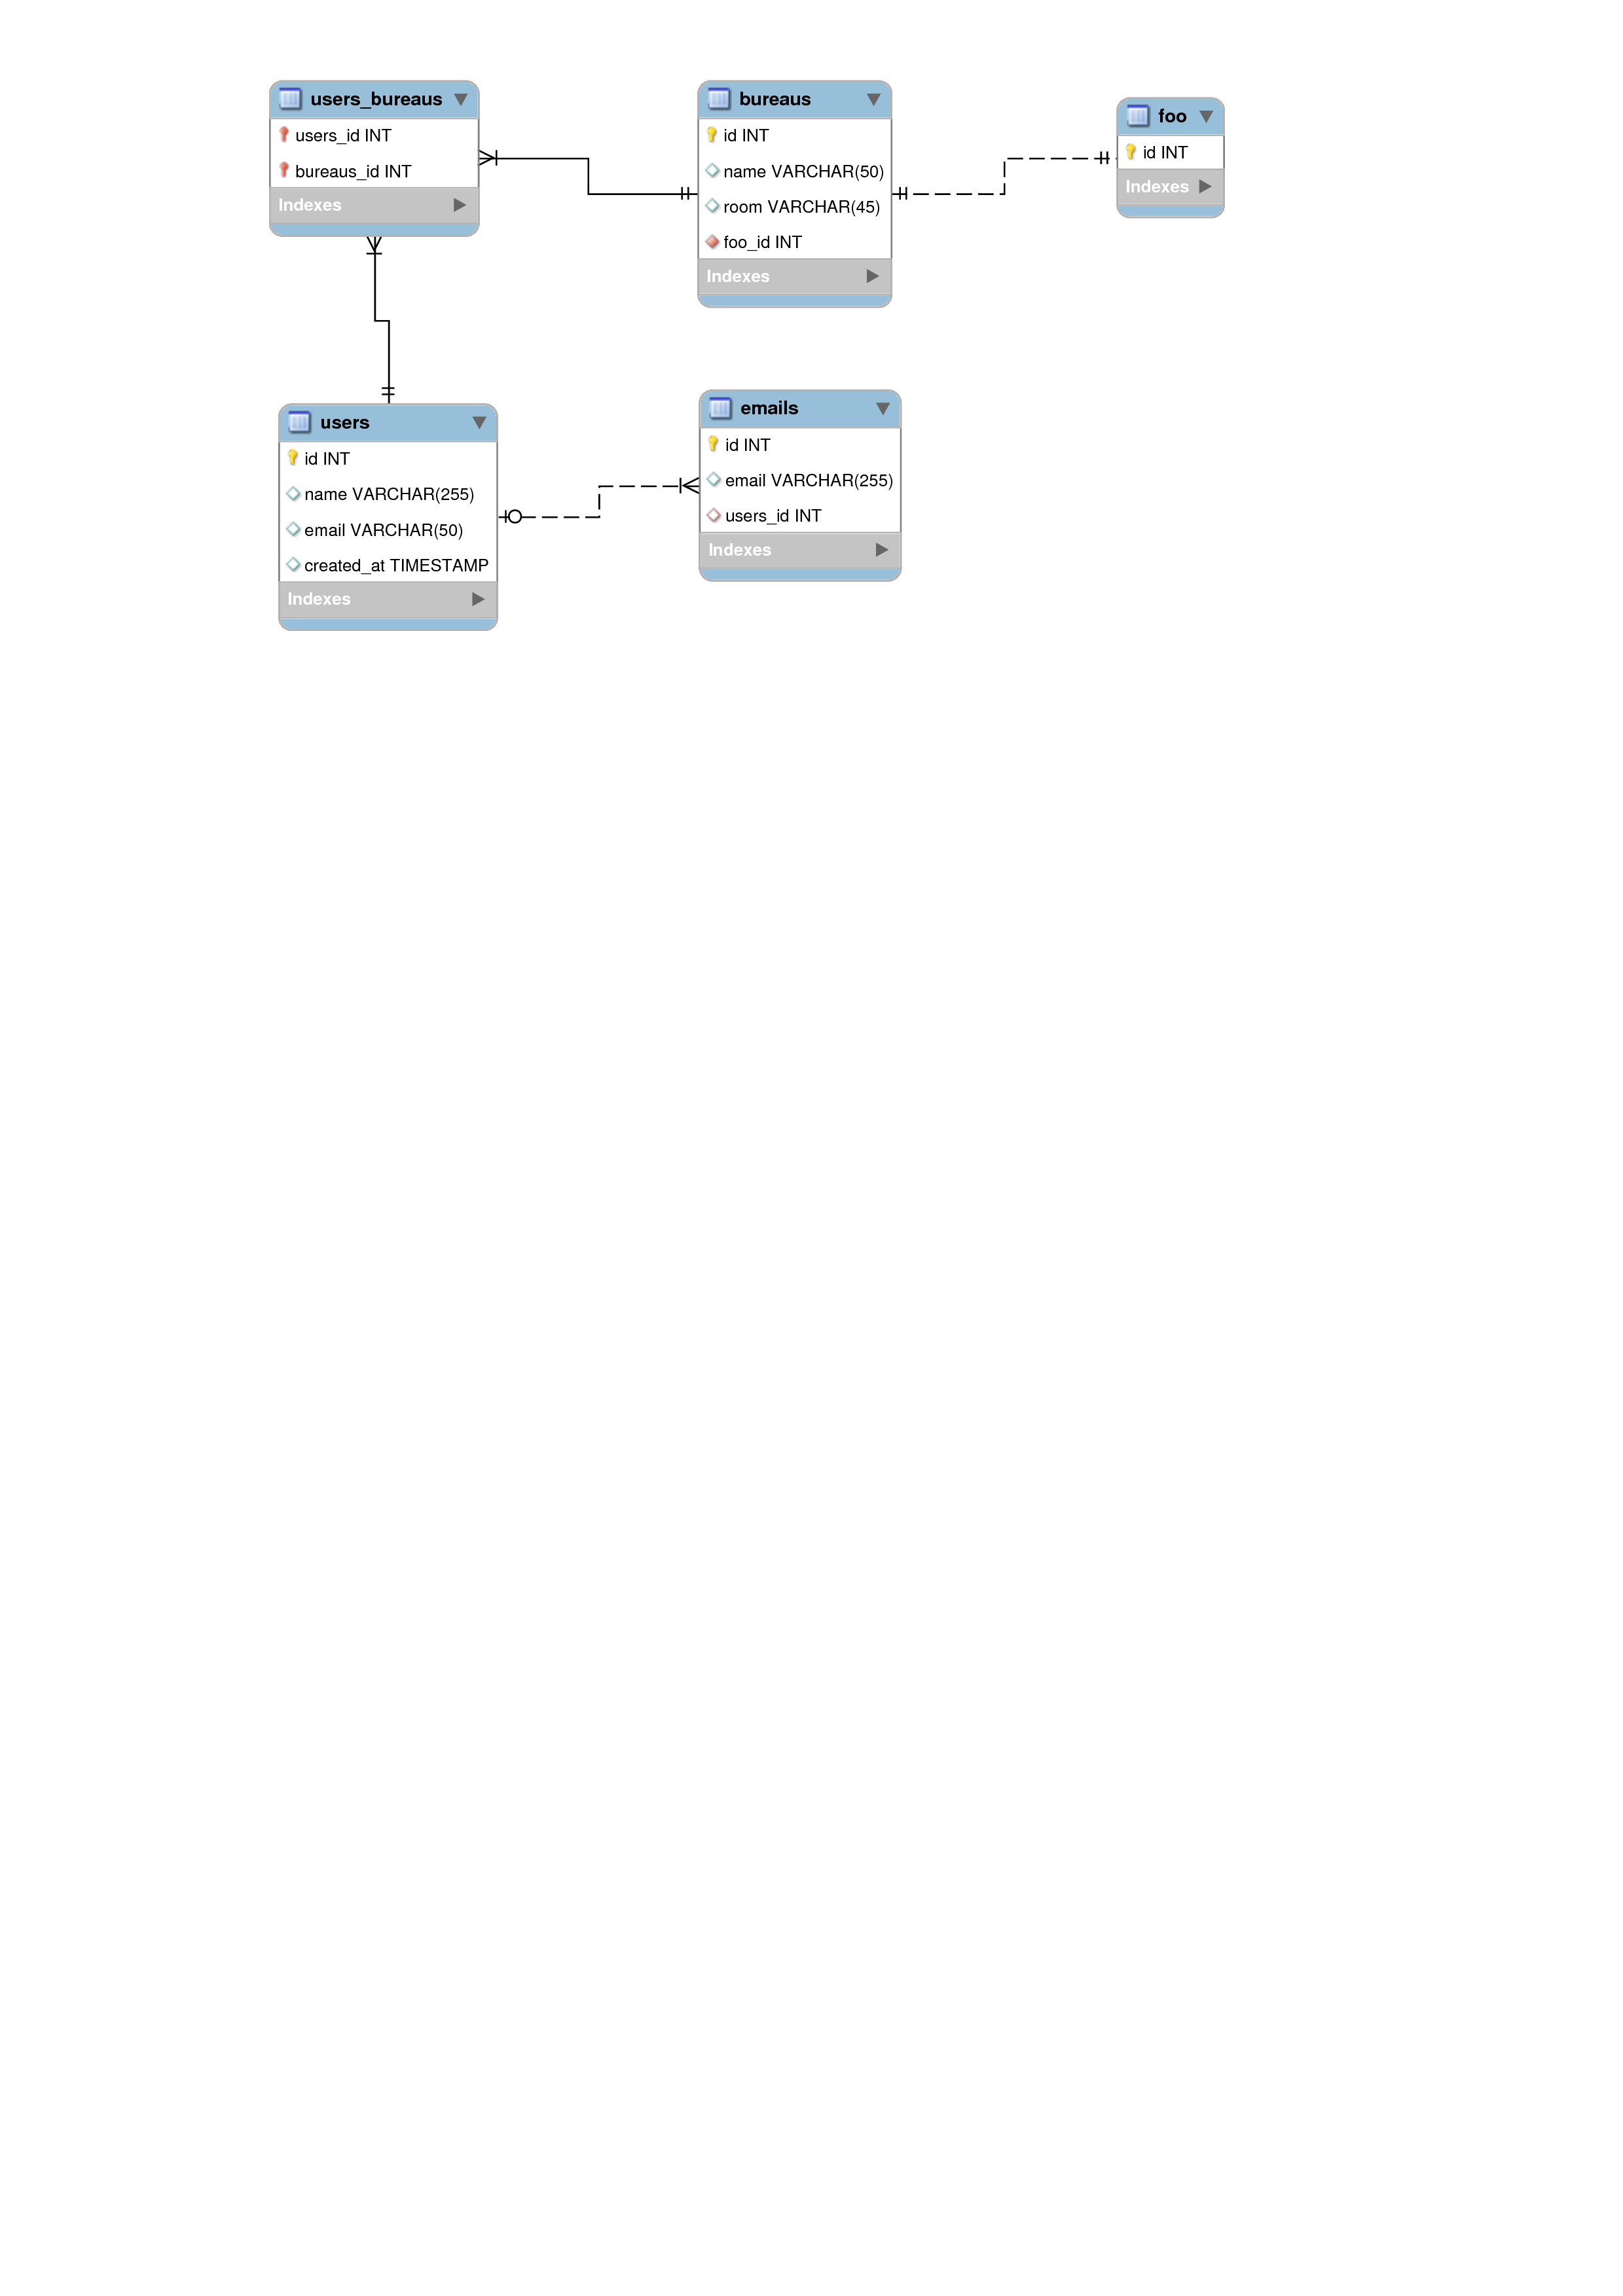 users_bureaus
users_id INT
bureaus_id INT
Indexes
bureaus
id INT
name VARCHAR(50)
room VARCHAR(45)
foo_id INT
Indexes
foo
id INT
Indexes
users
id INT
name VARCHAR(255)
email VARCHAR(50)
created_at TIMESTAMP
Indexes
emails
id INT
email VARCHAR(255)
users_id INT
Indexes